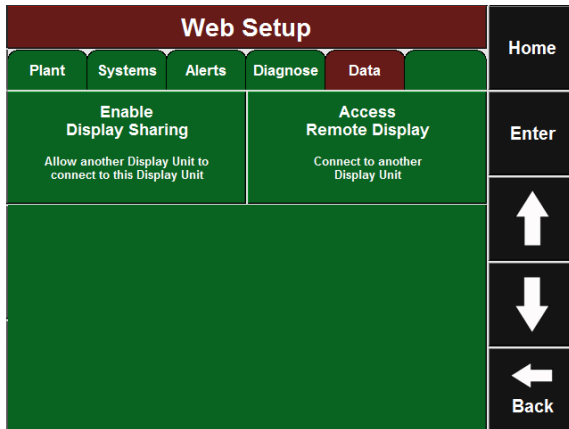 Web Setup
Home
Plant
Systems
Alerts
Diagnose
Data
Enable
Display Sharing
Allow another Display Unit to
connect to this Display Unit
Access
Remote Display
Connect to another
Display Unit
Enter
Back